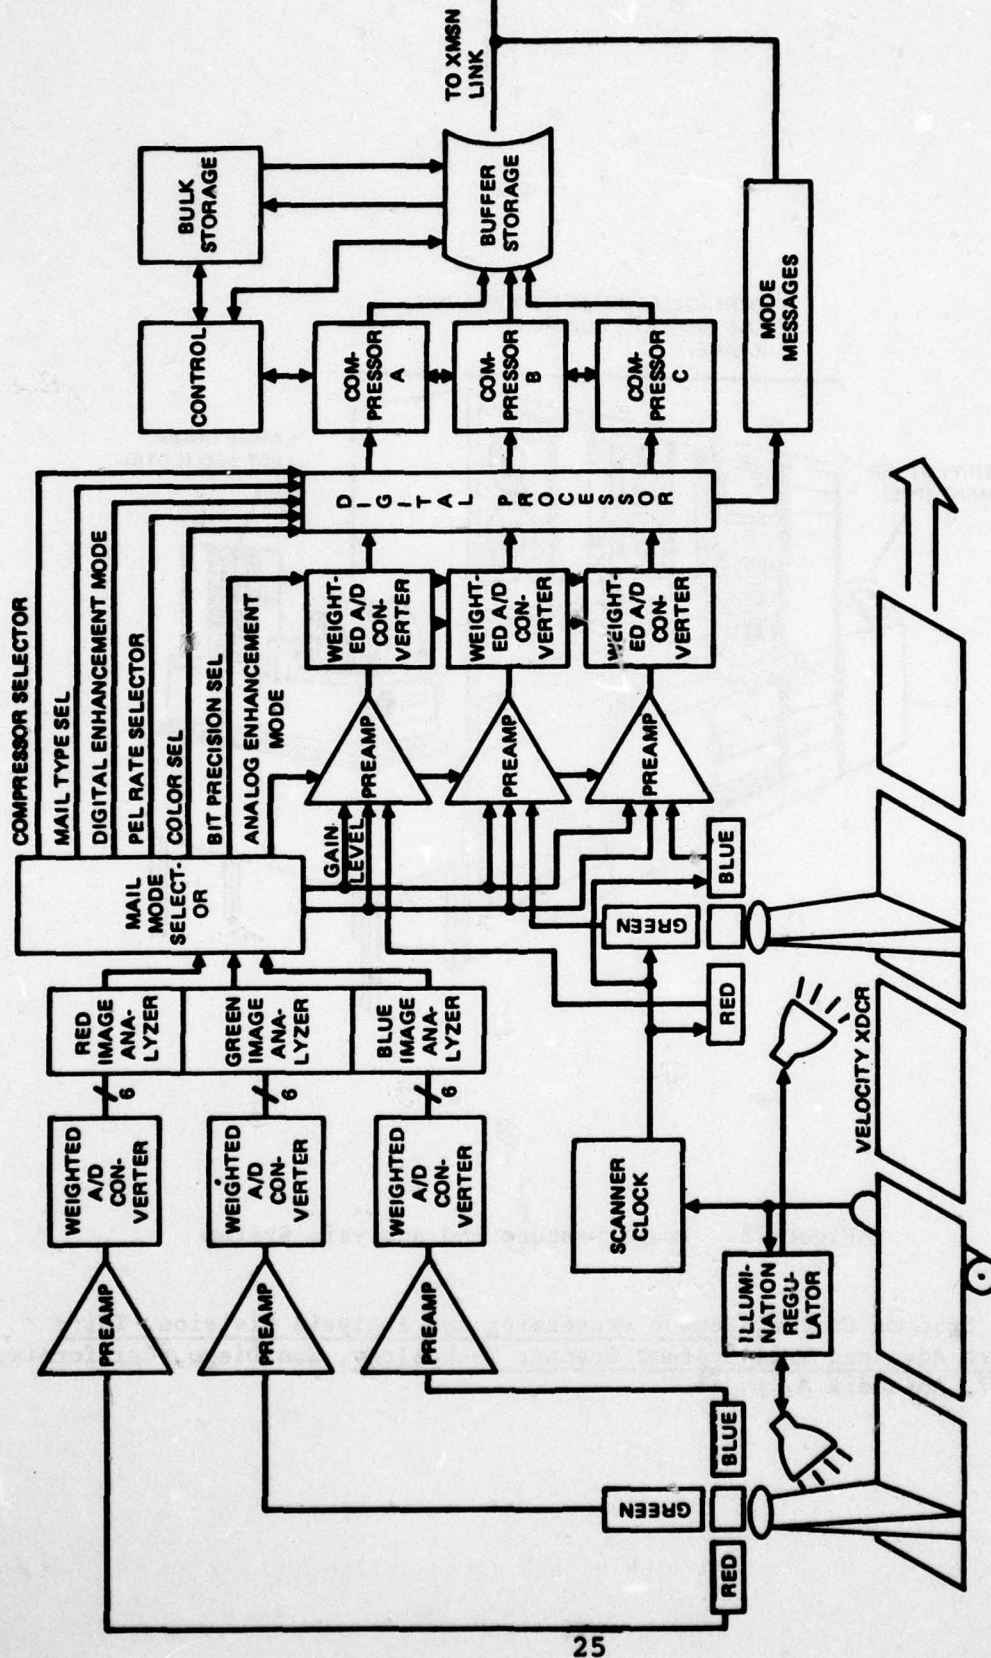 COMPRESSOR SELECTOR
MAIL TYPE SEL
DIGITAL ENHANCEMENT MODE
PEL RATE SELECTOR
COLOR SEL
BIT PRECISION SEL
ANALOG ENHANCEMENT
MODE
MAIL
MODE
SELECT-
OR
GAIN
LEVEL
RED
IMAGE
ANA-
LYZER
GREEN
IMAGE
ANA-
LYZER
BLUE
IMAGE
ANA-
LYZER
6
6
6
WEIGHTED
A/D
CON-
VERTER
WEIGHTED
A/D
CON-
VERTER
WEIGHTED
A/D
CON-
VERTER
PREAMP
PREAMP
PREAMP
PREAMP
PREAMP
PREAMP
WEIGHT-
ED A/D
CON-
VERTER
WEIGHT-
ED A/D
CON-
VERTER
WEIGHT-
ED A/D
CON-
VERTER
DIGITAL PROCESSOR
CONTROL
BULK
STORAGE
COM-
PRESSOR
A
COM-
PRESSOR
B
COM-
PRESSOR
C
BUFFER
STORAGE
TO XMSN
LINK
MODE
MESSAGES
SCANNER
CLOCK
ILLUMI-
NATION
REGU-
LATOR
VELOCITY XDCR
RED
GREEN
BLUE
RED
GREEN
BLUE
25